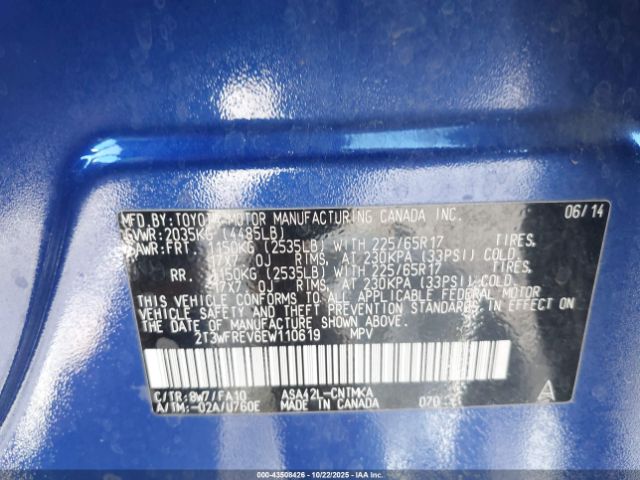 MFD.BY:TOYOTA MOTOR MANUFACTURING CANADA INC. 06/14
GVWR:2035KG (4485LB)
GAWR:FRT. 1150KG (2535LB) WITH 225/65R17 TIRES,
17X7.0J RIMS, AT 230KPA (33PSI) COLD
RR. 1150KG (2535LB) WITH 225/65R17 TIRES,
17X7.0J RIMS, AT 230KPA (33PSI) COLD
THIS VEHICLE CONFORMS TO ALL APPLICABLE FEDERAL MOTOR
VEHICLE SAFETY AND THEFT PREVENTION STANDARDS IN EFFECT ON
THE DATE OF MANUFACTURE SHOWN ABOVE.
2T3WFREV6EW110619 MPV
C/TR:8W7/FA10 ASA42L-CNTMKA
A/TM:-02A/U760E MADE IN CANADA 070 A
000-43508426 | 10/22/2025 | IAA Inc.